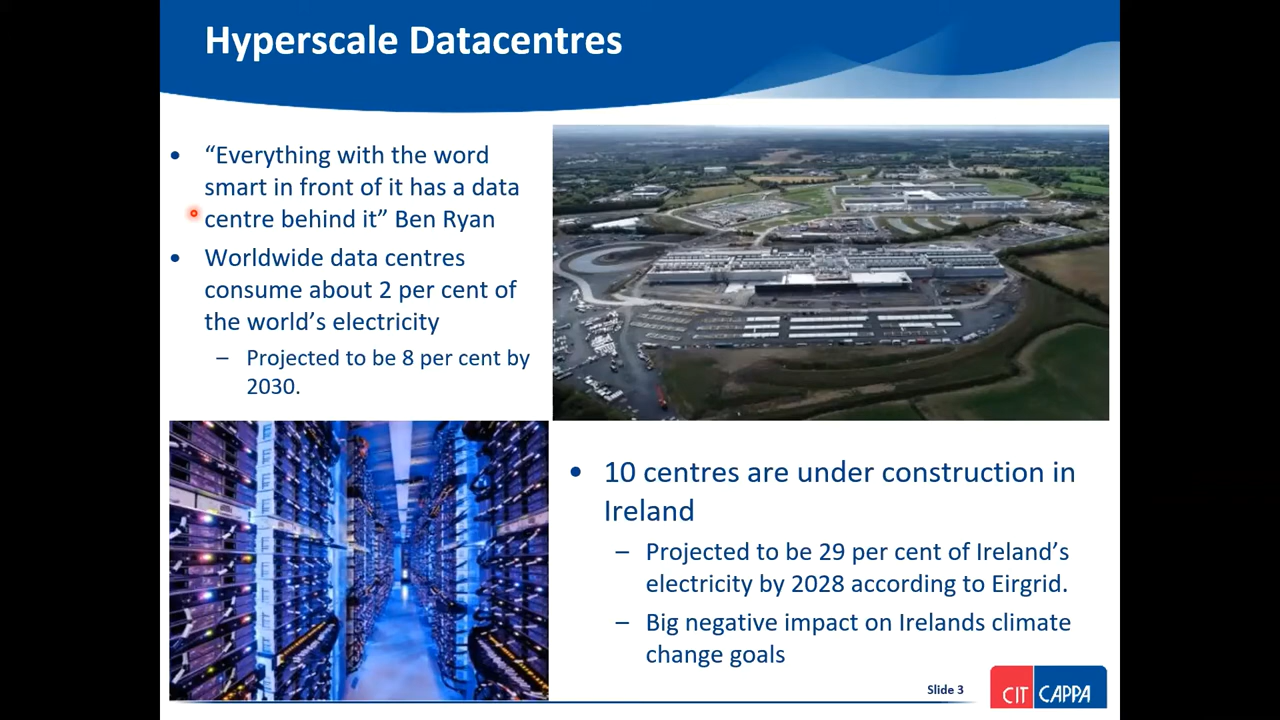 Hyperscale Datacentres
• “Everything with the word
smart in front of it has a data
centre behind it” Ben Ryan
• Worldwide data centres
consume about 2 per cent of
the world’s electricity
– Projected to be 8 per cent by
2030.
• 10 centres are under construction in
Ireland
– Projected to be 29 per cent of Ireland’s
electricity by 2028 according to Eirgrid.
– Big negative impact on Irelands climate
change goals
Slide 3
CIT CAPPA